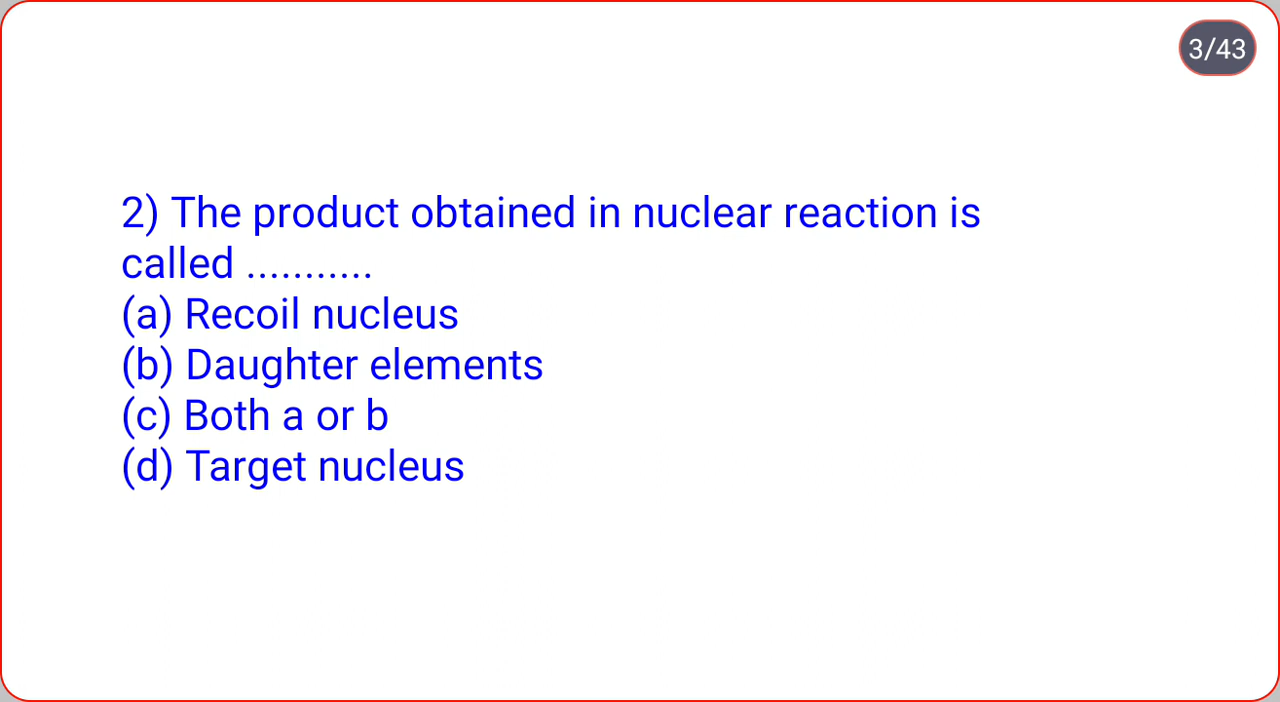 3/43
2) The product obtained in nuclear reaction is
called ...........
(a) Recoil nucleus
(b) Daughter elements
(c) Both a or b
(d) Target nucleus